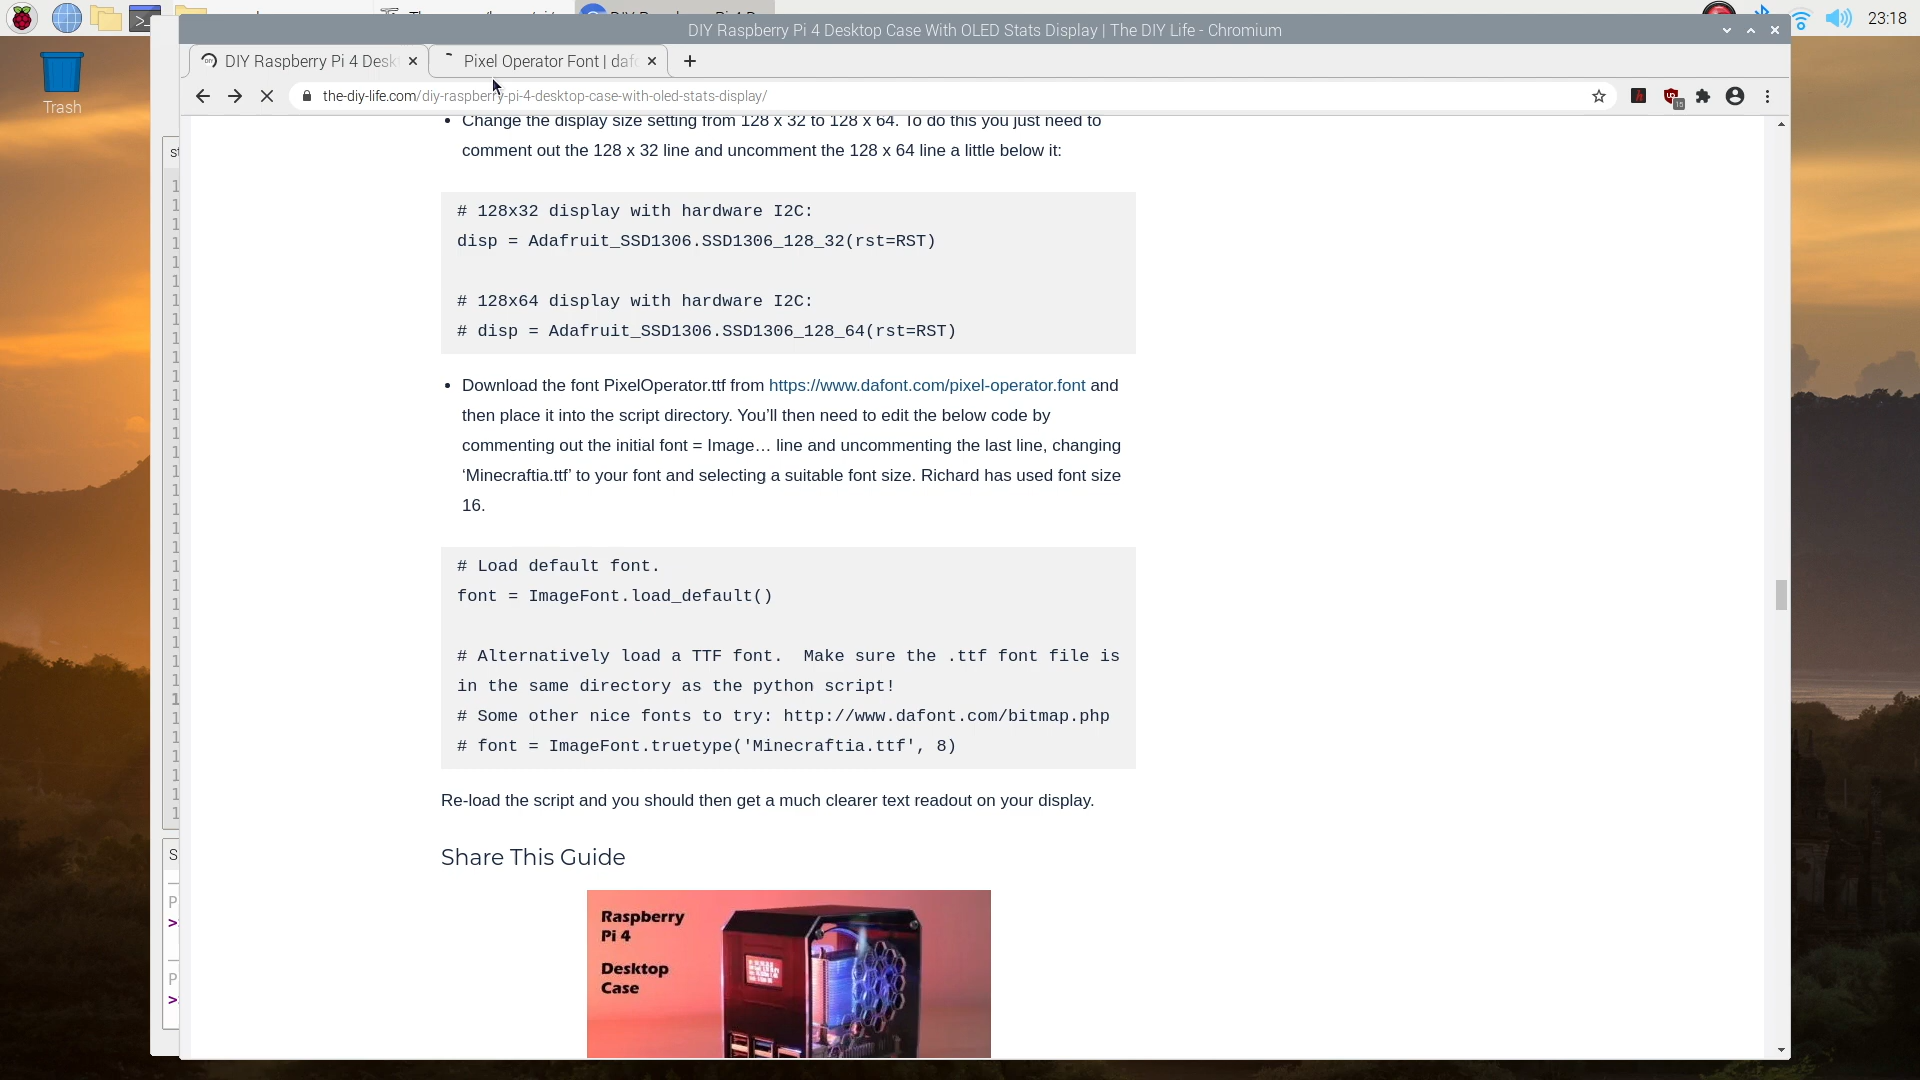 23:18
DIY Raspberry Pi 4 Desktop Case With OLED Stats Display | The DIY Life - Chromium
Trash
DIY Raspberry Pi 4 Desk
Pixel Operator Font | daf
the-diy-life.com/diy-raspberry-pi-4-desktop-case-with-oled-stats-display/
15
Change the display size setting from 128 x 32 to 128 x 64. To do this you just need to
comment out the 128 x 32 line and uncomment the 128 x 64 line a little below it:
# 128x32 display with hardware I2C:
disp = Adafruit_SSD1306.SSD1306_128_32(rst=RST)
# 128x64 display with hardware I2C:
# disp = Adafruit_SSD1306.SSD1306_128_64(rst=RST)
Download the font PixelOperator.ttf from https://www.dafont.com/pixel-operator.font and
then place it into the script directory. You’ll then need to edit the below code by
commenting out the initial font = Image… line and uncommenting the last line, changing
‘Minecraftia.ttf’ to your font and selecting a suitable font size. Richard has used font size
16.
# Load default font.
font = ImageFont.load_default()
# Alternatively load a TTF font.  Make sure the .ttf font file is
in the same directory as the python script!
# Some other nice fonts to try: http://www.dafont.com/bitmap.php
# font = ImageFont.truetype('Minecraftia.ttf', 8)
Re-load the script and you should then get a much clearer text readout on your display.
Share This Guide
Raspberry
Pi 4
Desktop
Case